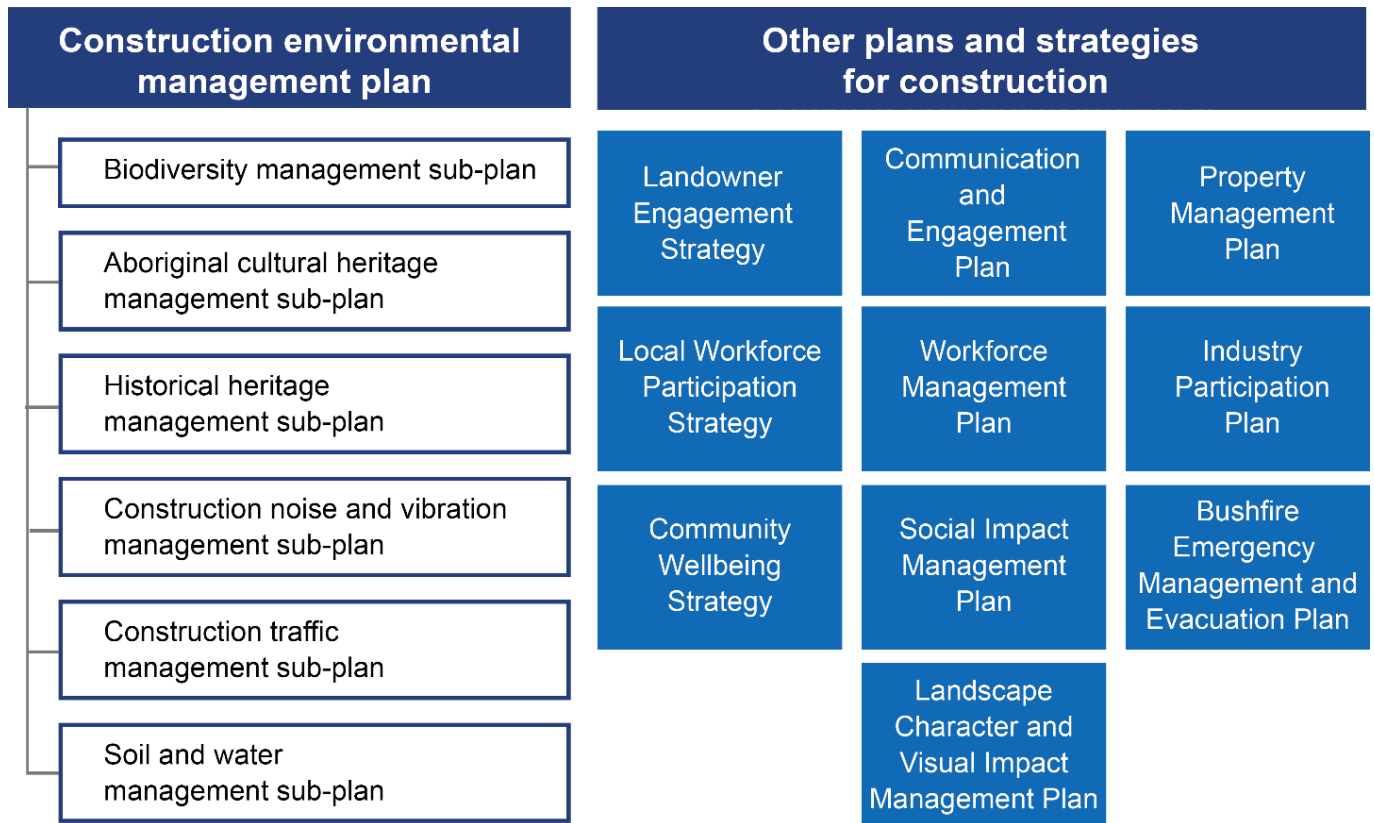 Construction environmental
management plan
Biodiversity management sub-plan
Aboriginal cultural heritage
management sub-plan
Historical heritage
management sub-plan
Construction noise and vibration
management sub-plan
Construction traffic
management sub-plan
Soil and water
management sub-plan
Other plans and strategies
for construction
Landowner
Engagement
Strategy
Communication
and
Engagement
Plan
Property
Management
Plan
Local Workforce
Participation
Strategy
Workforce
Management
Plan
Industry
Participation
Plan
Community
Wellbeing
Strategy
Social Impact
Management
Plan
Bushfire
Emergency
Management and
Evacuation Plan
Landscape
Character and
Visual Impact
Management Plan